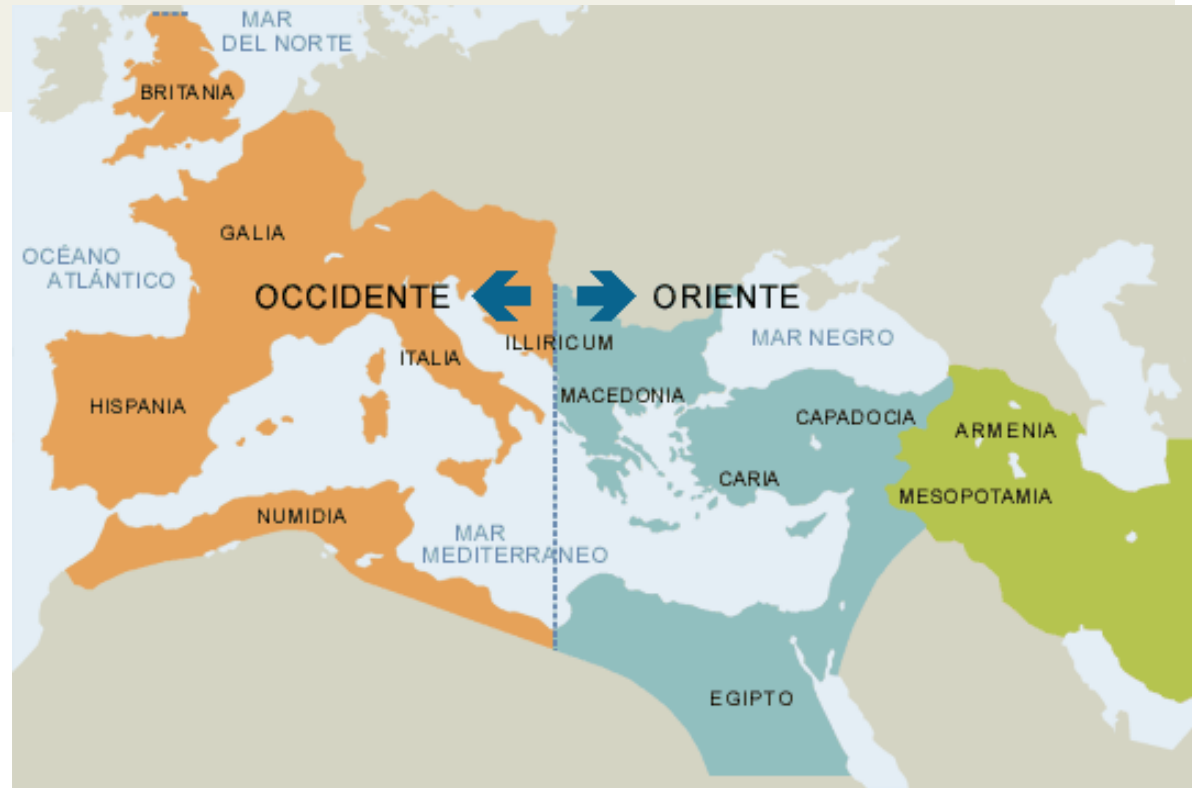 MAR
DEL NORTE
BRITANIA
GALIA
OCÉANO
ATLÁNTICO
OCCIDENTE
ORIENTE
MAR NEGRO
ILLIRICUM
ITALIA
HISPANIA
MACEDONIA
CAPADOCIA
ARMENIA
CARIA
MESOPOTAMIA
NUMIDIA
MAR
MEDITERRANEO
EGIPTO